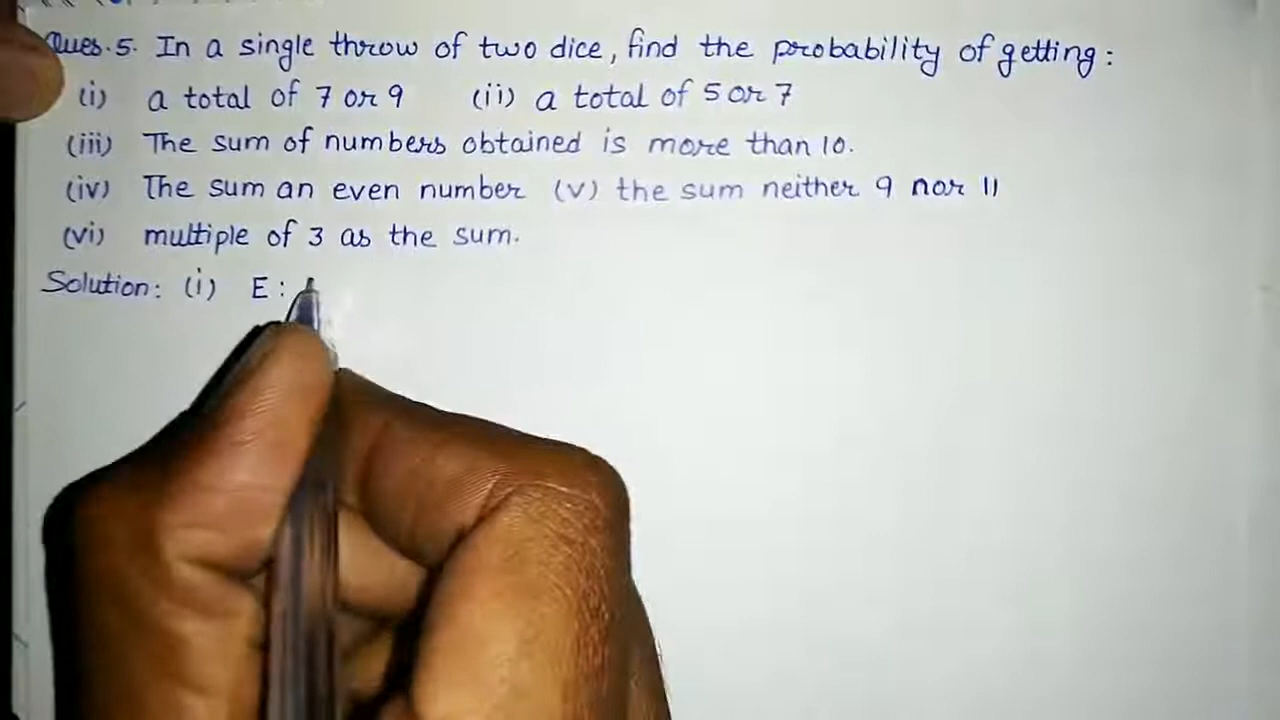 Ques.5. In a single throw of two dice, find the probability of getting:
(i) a total of 7 or 9 (ii) a total of 5 or 7
(iii) The sum of numbers obtained is more than 10.
(iv) The sum an even number (v) the sum neither 9 nor 11
(vi) multiple of 3 as the sum.
Solution: (i) E: